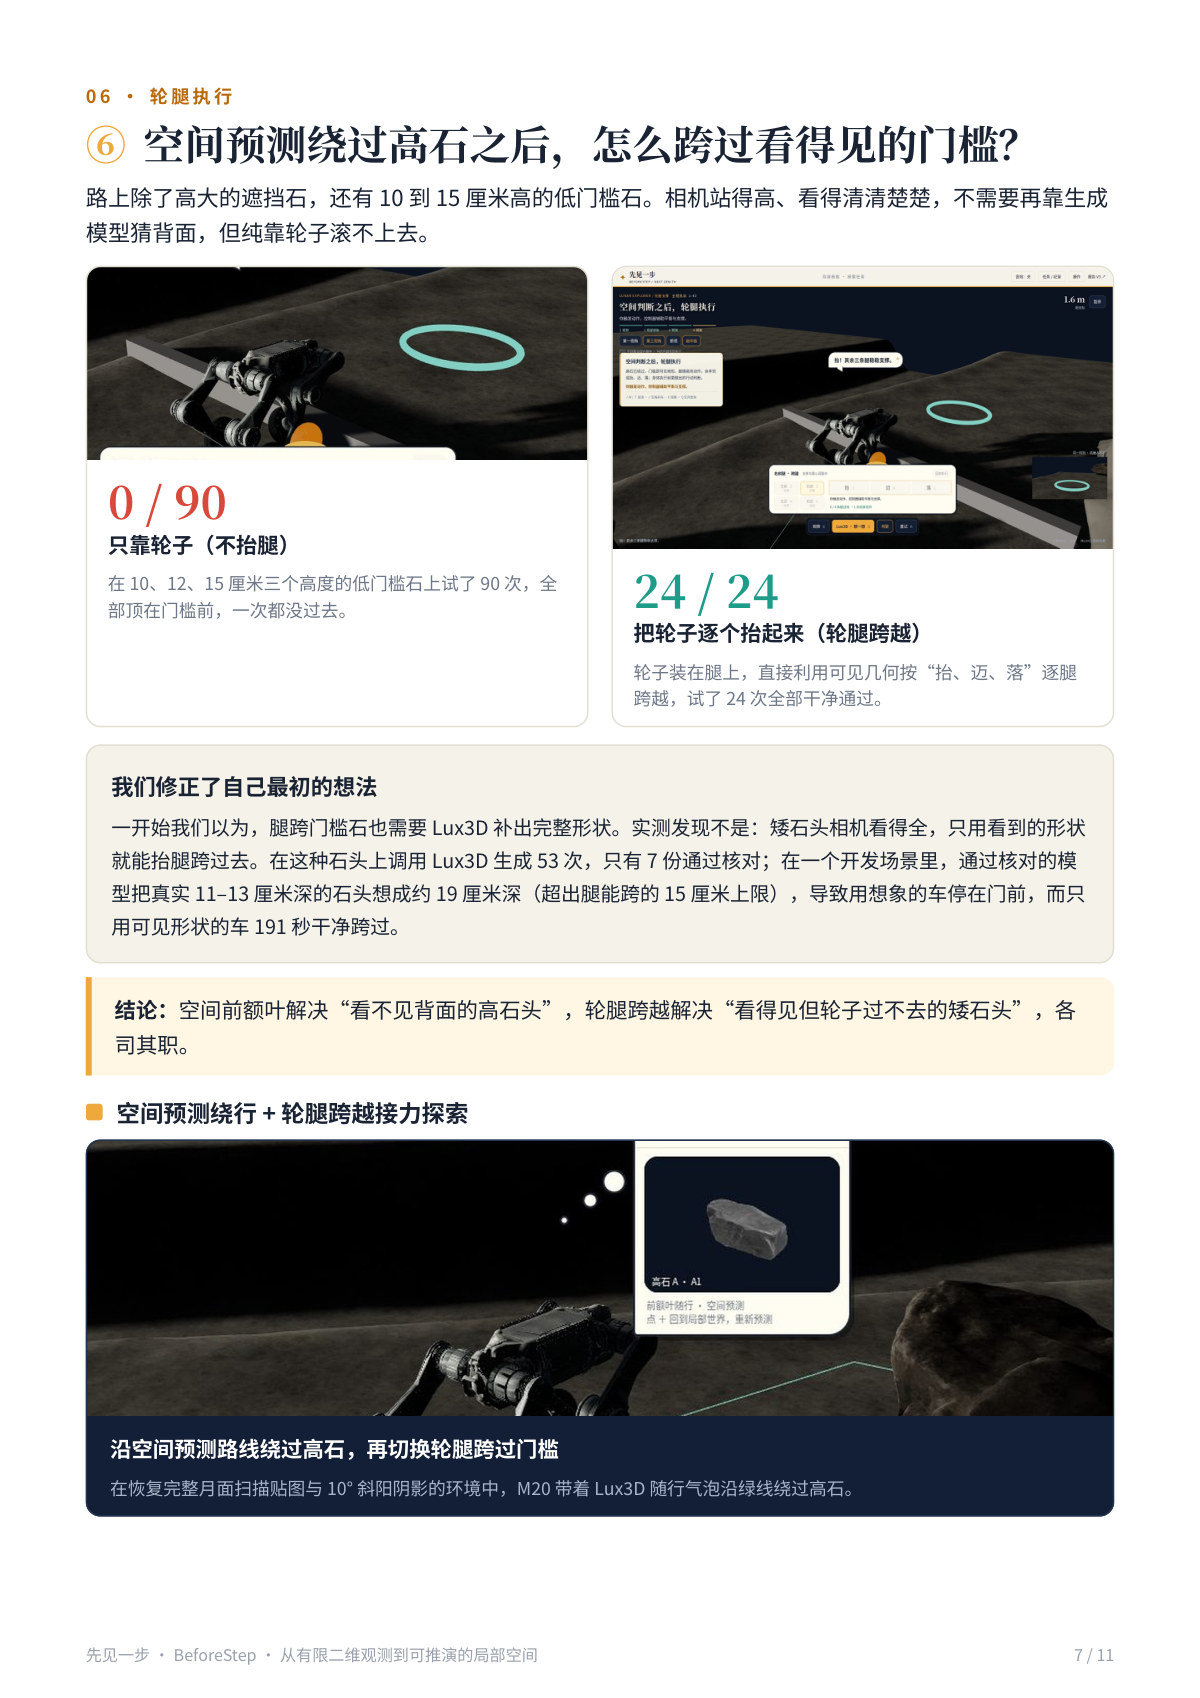 06 · 轮腿执行
⑥ 空间预测绕过高石之后，怎么跨过看得见的门槛？
路上除了高大的遮挡石，还有 10 到 15 厘米高的低门槛石。相机站得高、看得清清楚楚，不需要再靠生成
模型猜背面，但纯靠轮子滚不上去。
0 / 90
只靠轮子（不抬腿）
在 10、12、15 厘米三个高度的低门槛石上试了 90 次，全
部顶在门槛前，一次都没过去。
先见一步
空间判断之后，轮腿执行
1.6 m
空间判断之后，轮腿执行
抬！其余三条腿稳稳支撑。
24 / 24
把轮子逐个抬起来（轮腿跨越）
轮子装在腿上，直接利用可见几何按“抬、迈、落”逐腿
跨越，试了 24 次全部干净通过。
我们修正了自己最初的想法
一开始我们以为，腿跨门槛石也需要 Lux3D 补出完整形状。实测发现不是：矮石头相机看得全，只用看到的形状
就能抬腿跨过去。在这种石头上调用 Lux3D 生成 53 次，只有 7 份通过核对；在一个开发场景里，通过核对的模
型把真实 11–13 厘米深的石头想成约 19 厘米深（超出腿能跨的 15 厘米上限），导致用想象的车停在门前，而只
用可见形状的车 191 秒干净跨过。
结论：空间前额叶解决“看不见背面的高石头”，轮腿跨越解决“看得见但轮子过不去的矮石头”，各
司其职。
空间预测绕行 + 轮腿跨越接力探索
高石 A · A1
前额叶随行 · 空间预测
点 + 回到局部世界，重新预测
沿空间预测路线绕过高石，再切换轮腿跨过门槛
在恢复完整月面扫描贴图与 10° 斜阳阴影的环境中，M20 带着 Lux3D 随行气泡沿绿线绕过高石。
先见一步 · BeforeStep · 从有限二维观测到可推演的局部空间
7 / 11